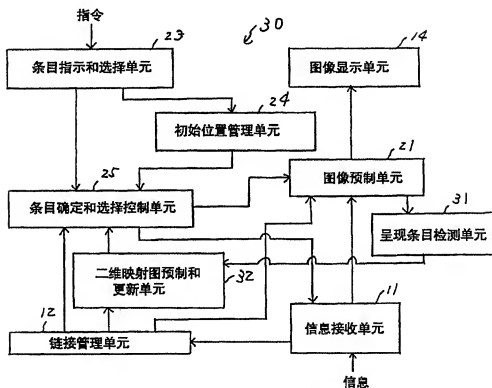 指令
23
30
14
条目指示和选择单元
图像显示单元
24
初始位置管理单元
25
21
条目确定和选择控制单元
图像预制单元
31
呈现条目检测单元
二维映射图预制和
更新单元
32
12
11
链接管理单元
信息接收单元
信息